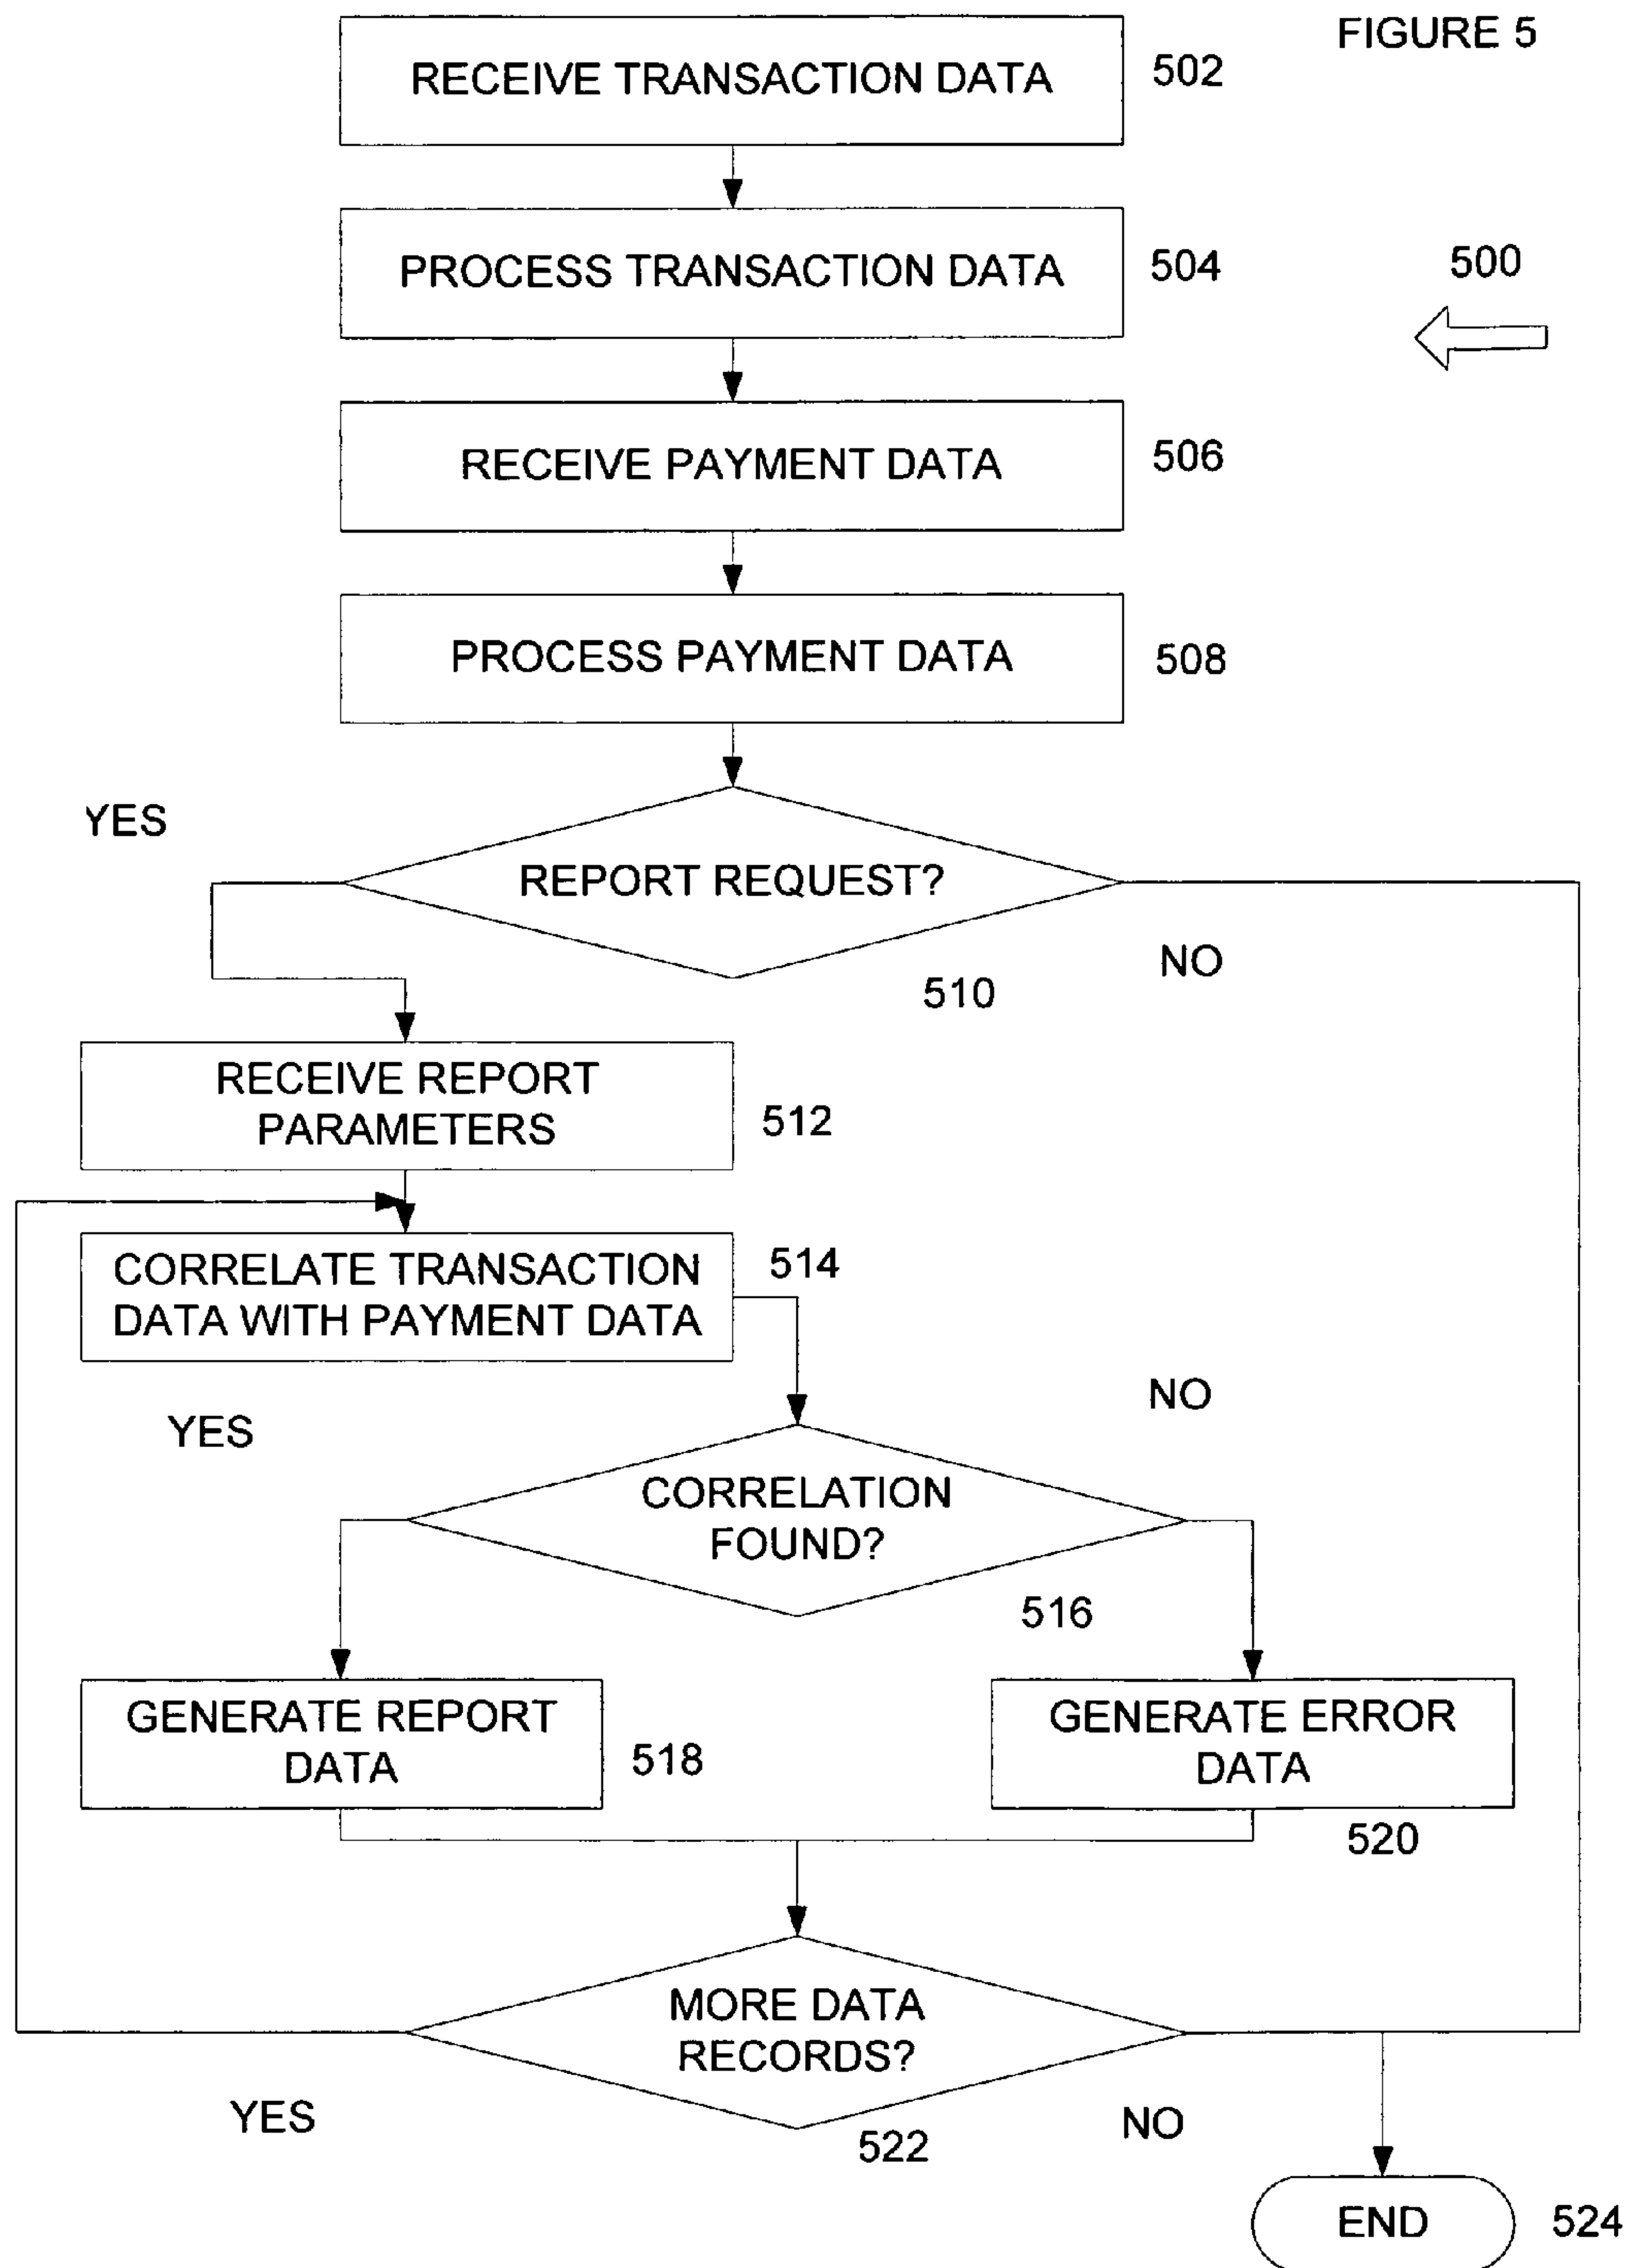 FIGURE 5
RECEIVE TRANSACTION DATA
502
PROCESS TRANSACTION DATA
504
500
RECEIVE PAYMENT DATA
506
PROCESS PAYMENT DATA
508
YES
REPORT REQUEST?
NO
510
RECEIVE REPORT
PARAMETERS
512
CORRELATE TRANSACTION
DATA WITH PAYMENT DATA
514
YES
NO
CORRELATION
FOUND?
516
GENERATE REPORT
DATA
518
GENERATE ERROR
DATA
520
MORE DATA
RECORDS?
YES
NO
522
END
524